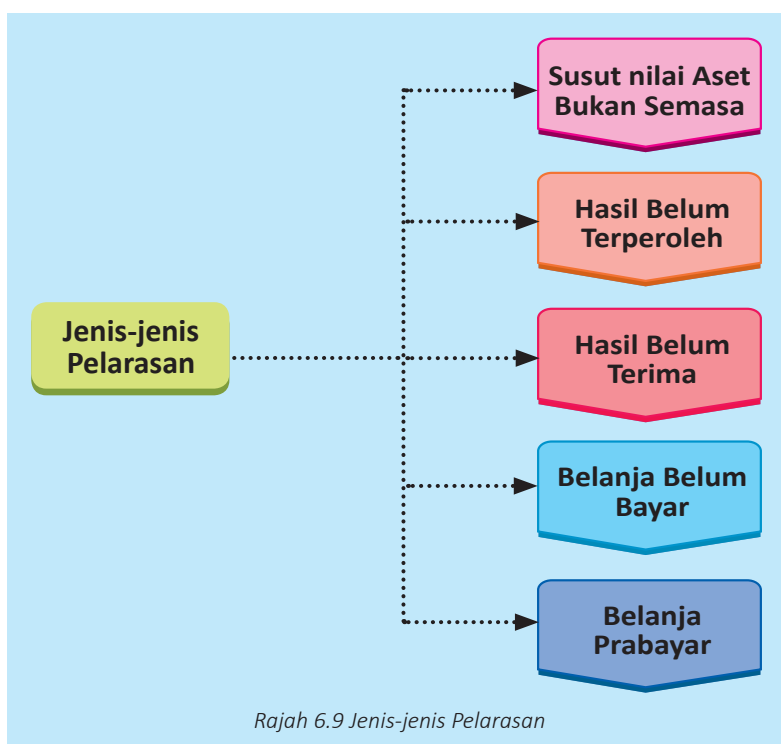 Susut nilai Aset
Bukan Semasa
Hasil Belum
Terperoleh
Jenis-jenis
Pelarasan
Hasil Belum
Terima
Belanja Belum
Bayar
Belanja
Prabayar
Rajah 6.9 Jenis-jenis Pelarasan